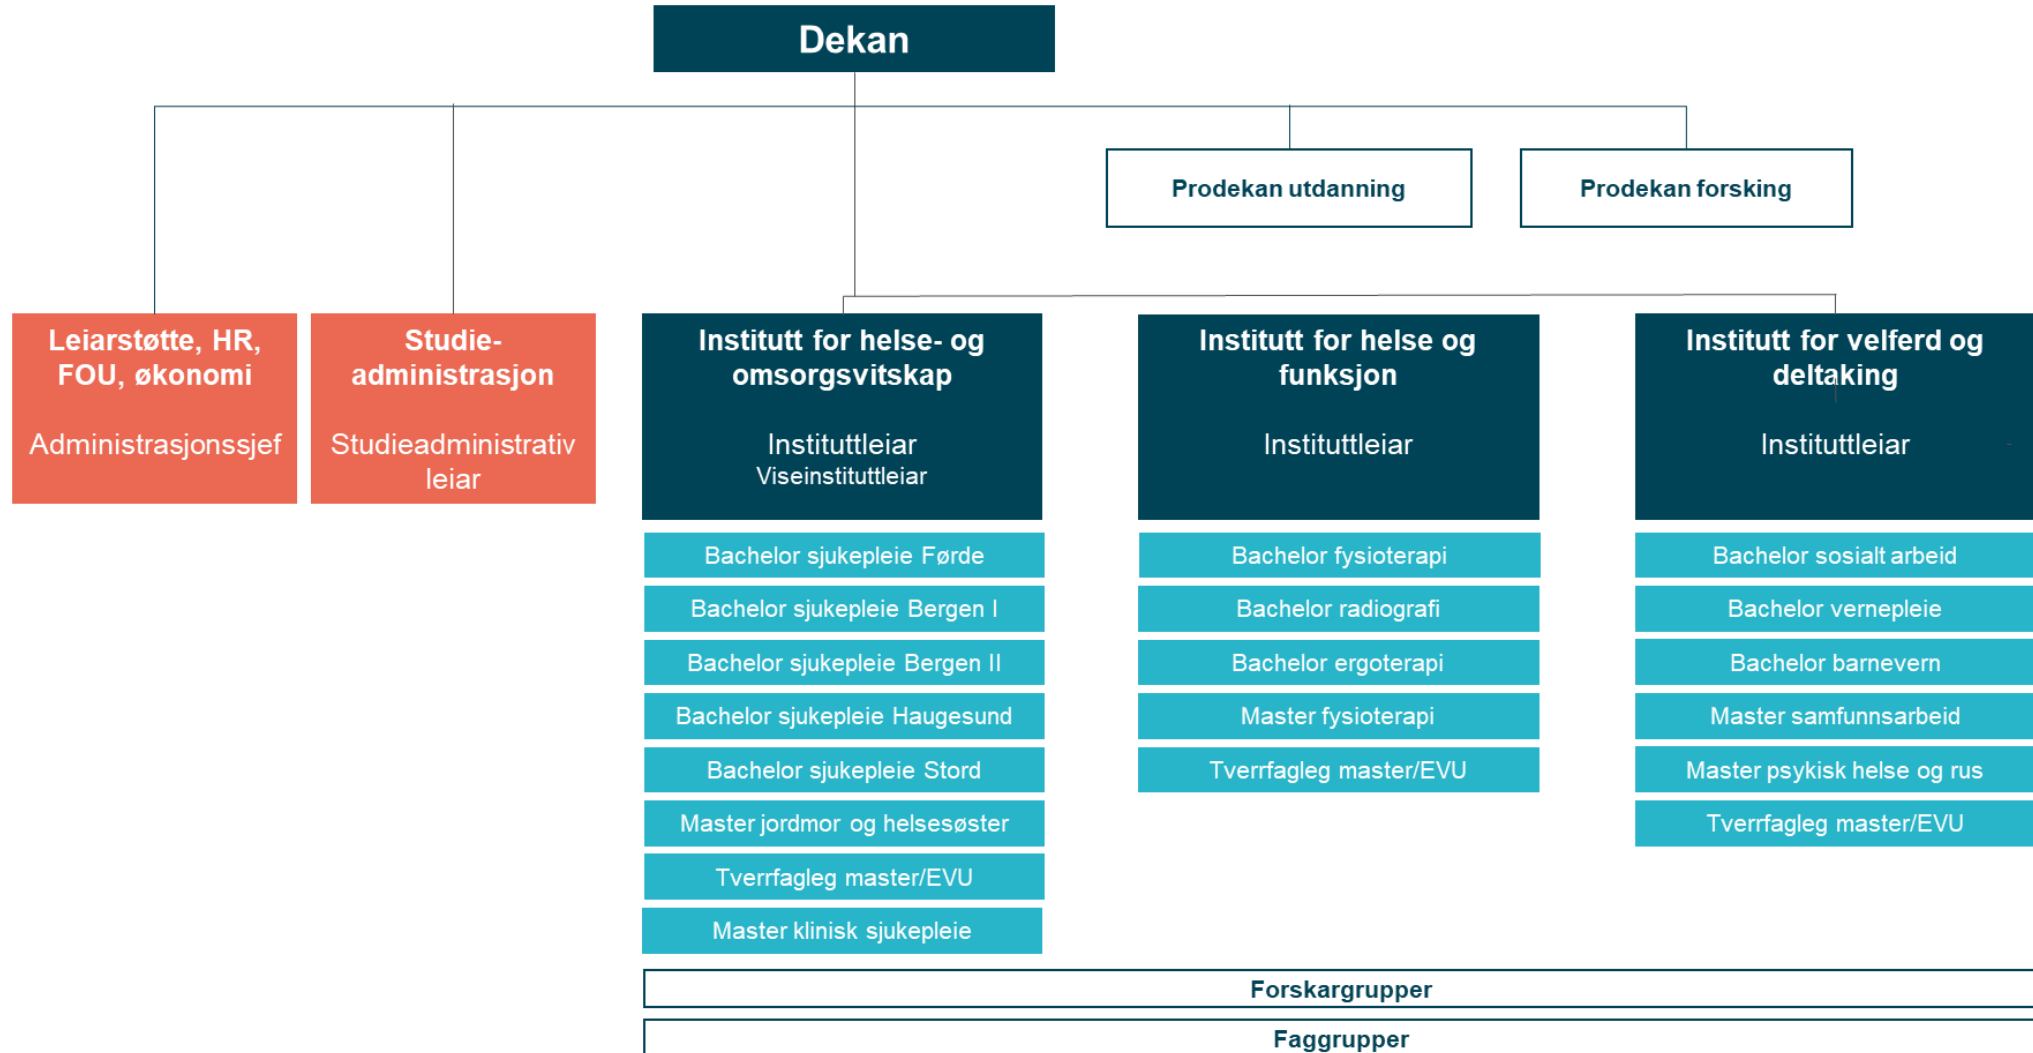 Dekan
Prodekan utdanning
Prodekan forsking
Leiarstøtte, HR,
FOU, økonomi
Administrasjonssjef
Studie-
administrasjon
Studieadministrativ
leiar
Institutt for helse- og
omsorgsvitskap
Instituttleiar
Viseinstituttleiar
Bachelor sjukepleie Førde
Bachelor sjukepleie Bergen I
Bachelor sjukepleie Bergen II
Bachelor sjukepleie Haugesund
Bachelor sjukepleie Stord
Master jordmor og helsesøster
Tverrfagleg master/EVU
Master klinisk sjukepleie
Institutt for helse og
funksjon
Instituttleiar
Bachelor fysioterapi
Bachelor radiografi
Bachelor ergoterapi
Master fysioterapi
Tverrfagleg master/EVU
Institutt for velferd og
deltaking
Instituttleiar
Bachelor sosialt arbeid
Bachelor vernepleie
Bachelor barnevern
Master samfunnsarbeid
Master psykisk helse og rus
Tverrfagleg master/EVU
Forskargrupper
Faggrupper